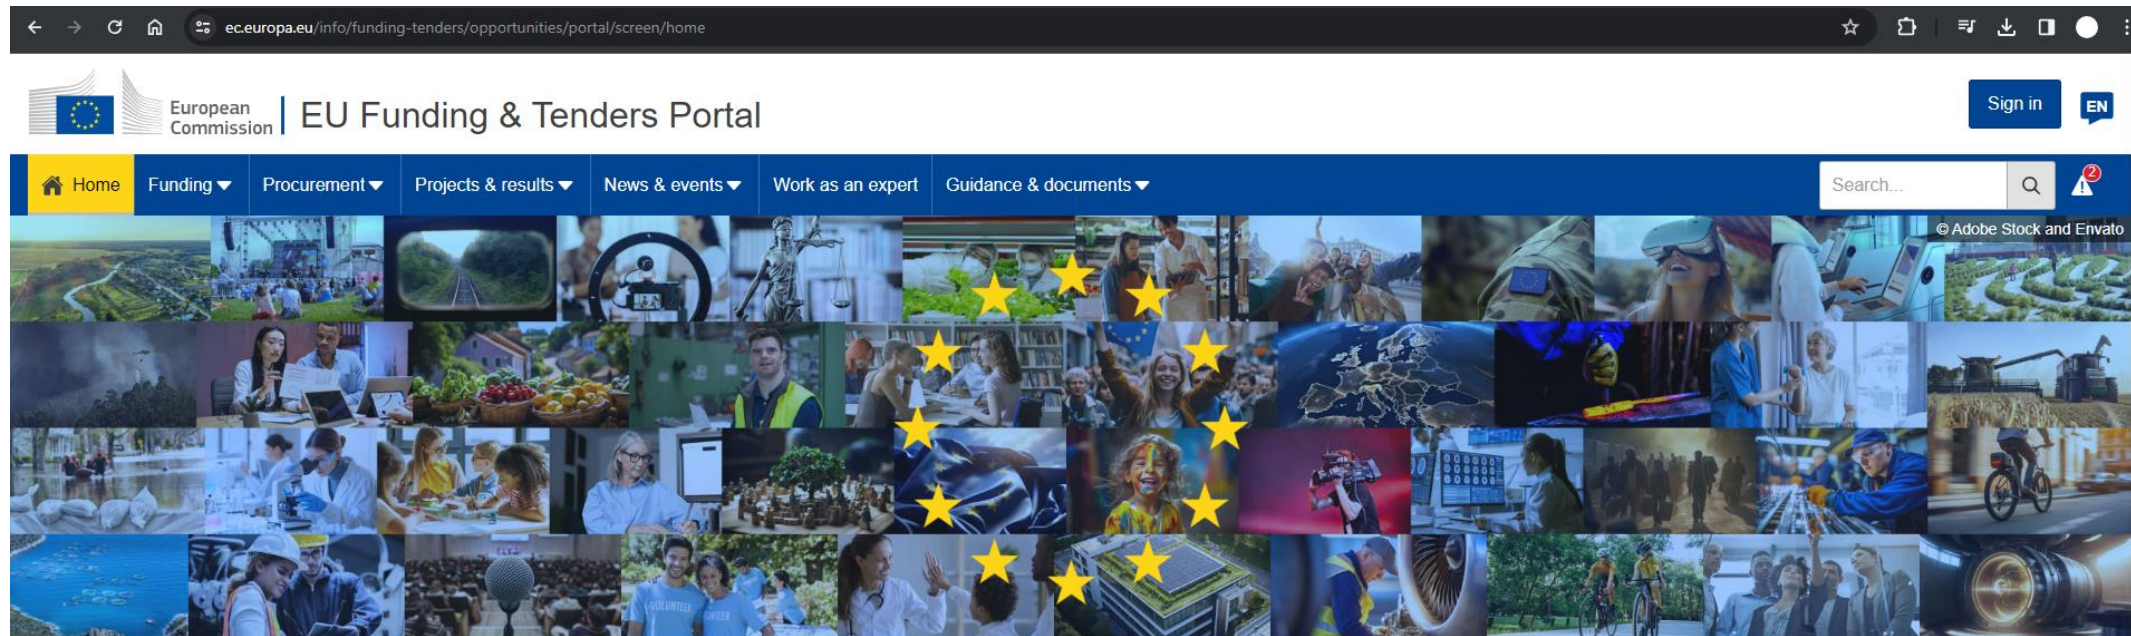 ec.europa.eu/info/funding-tenders/opportunities/portal/screen/home
European
Commission
EU Funding & Tenders Portal
Sign in
EN
Home
Funding
Procurement
Projects & results
News & events
Work as an expert
Guidance & documents
Search...
2
© Adobe Stock and Envato
VOLUNTEER